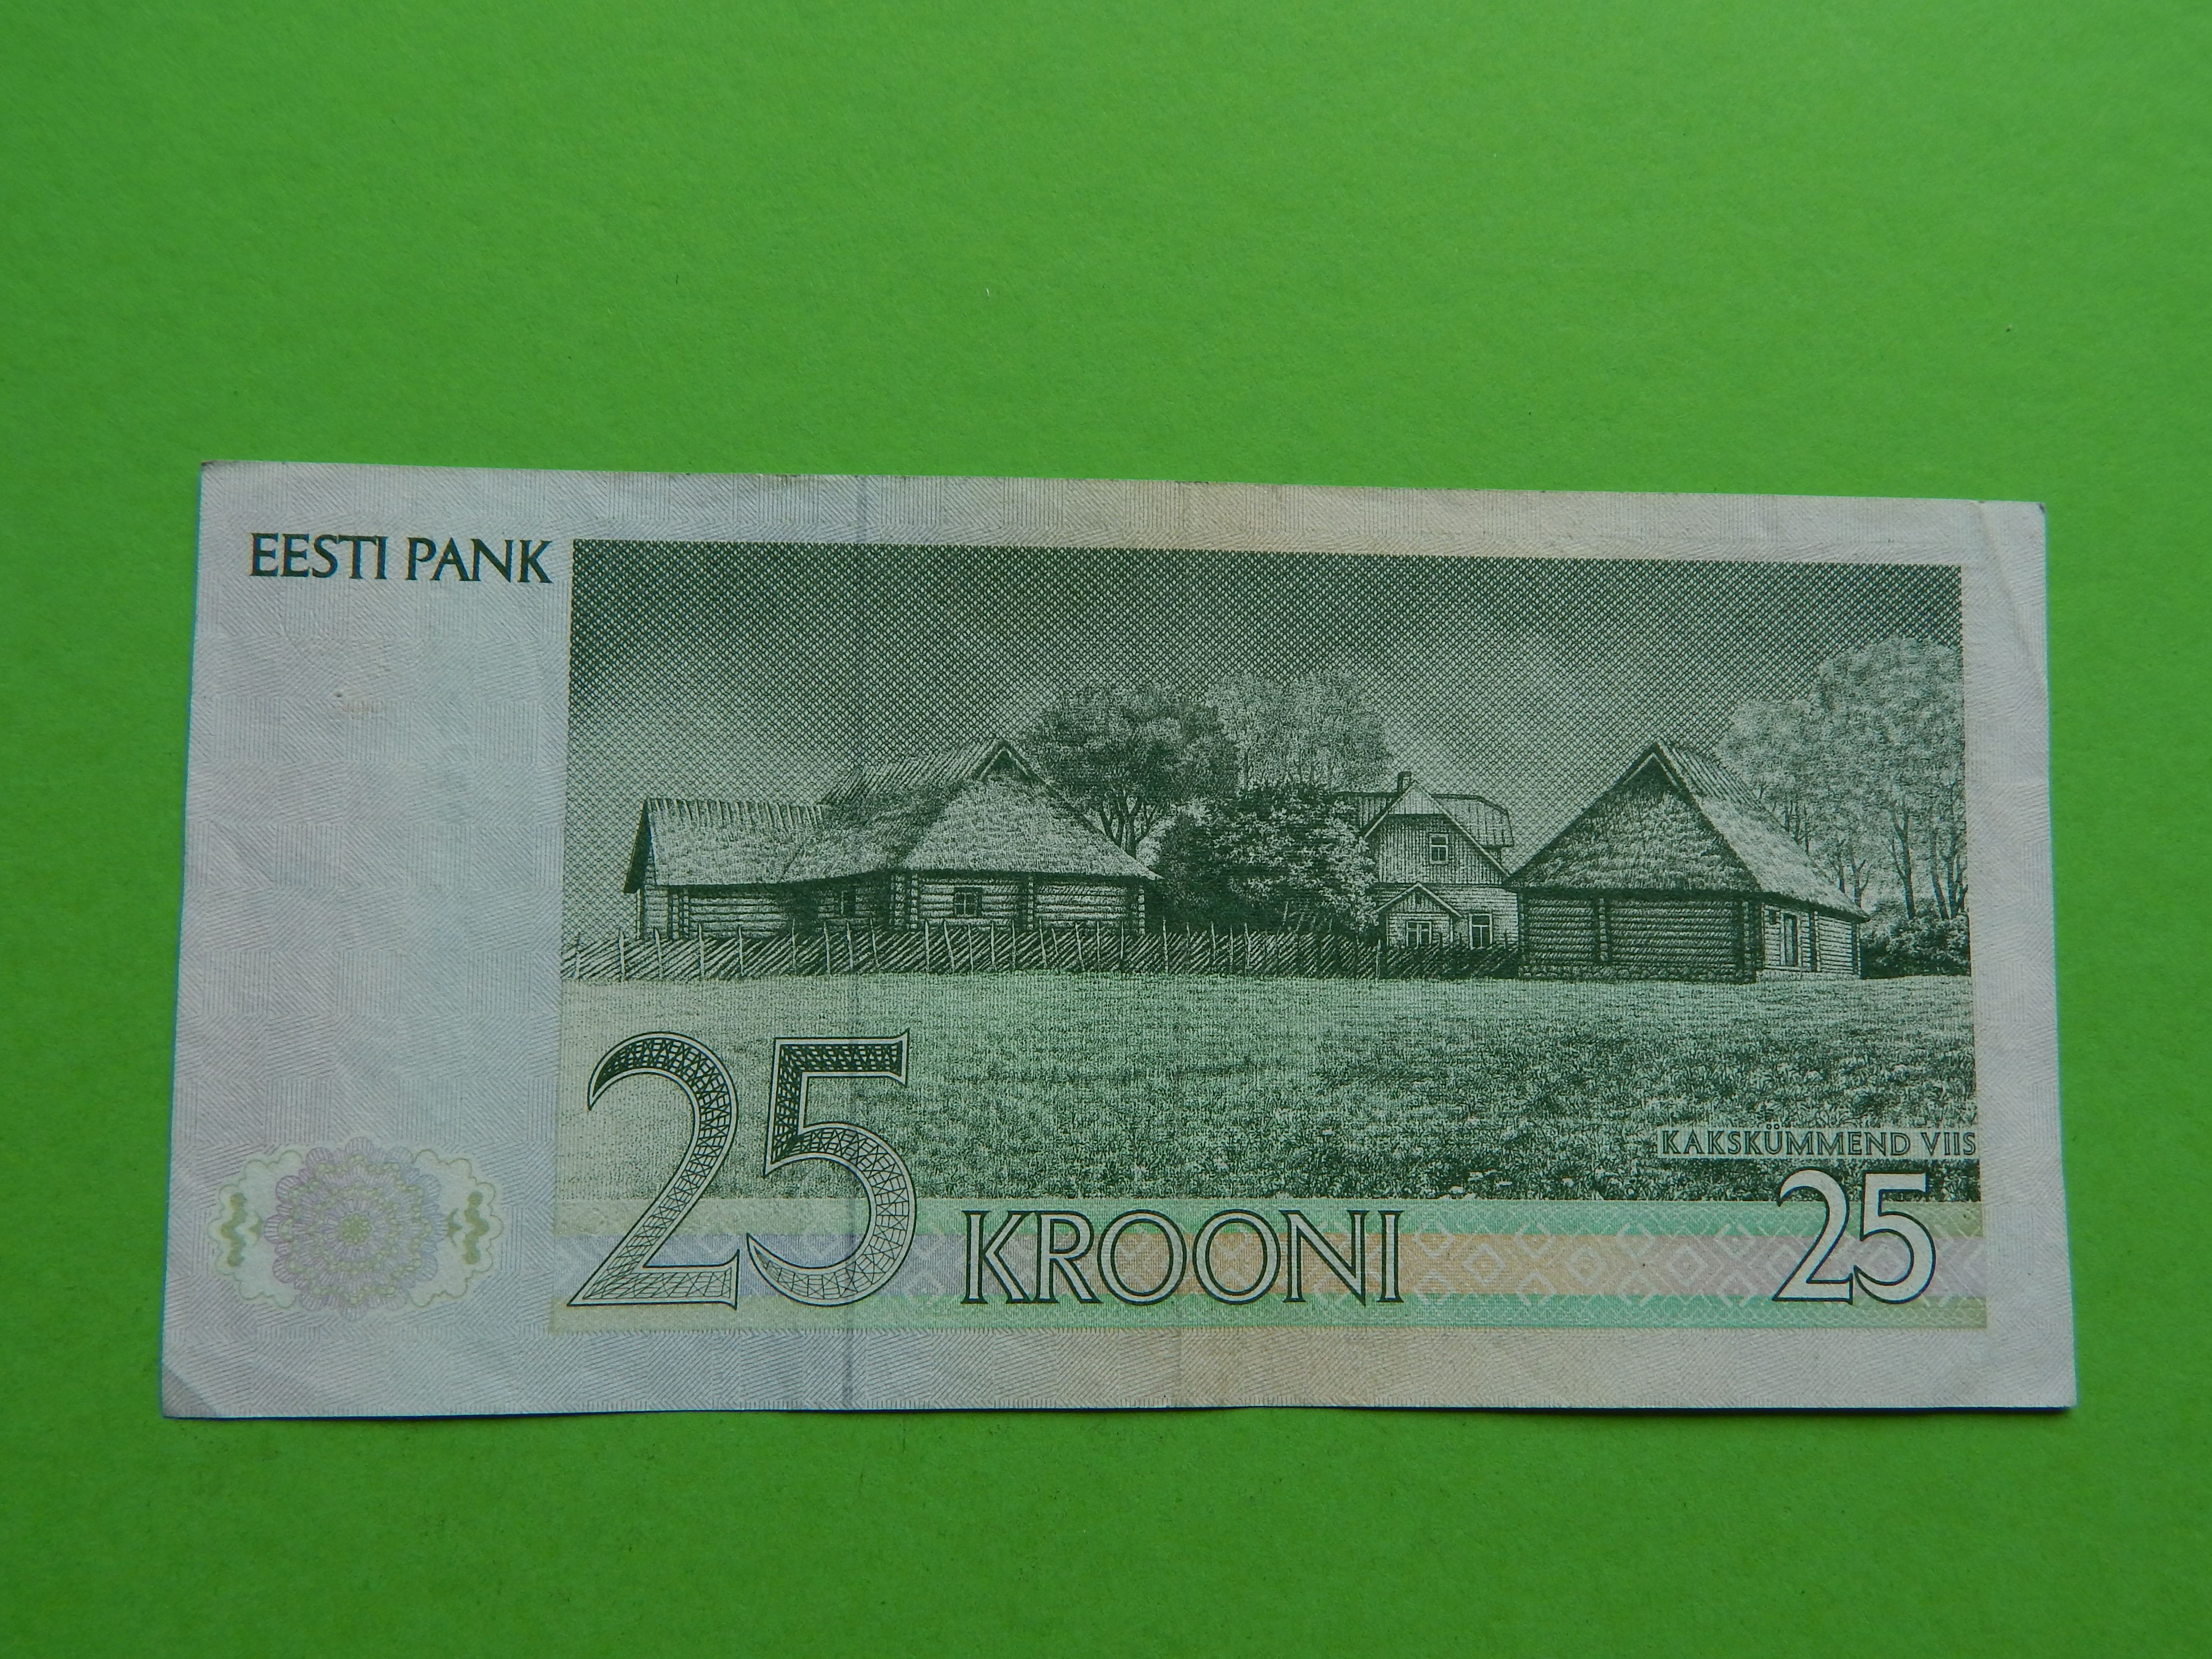 EESTI PANK
KAKSKÜMMEND VIIS
25 KROONI
25